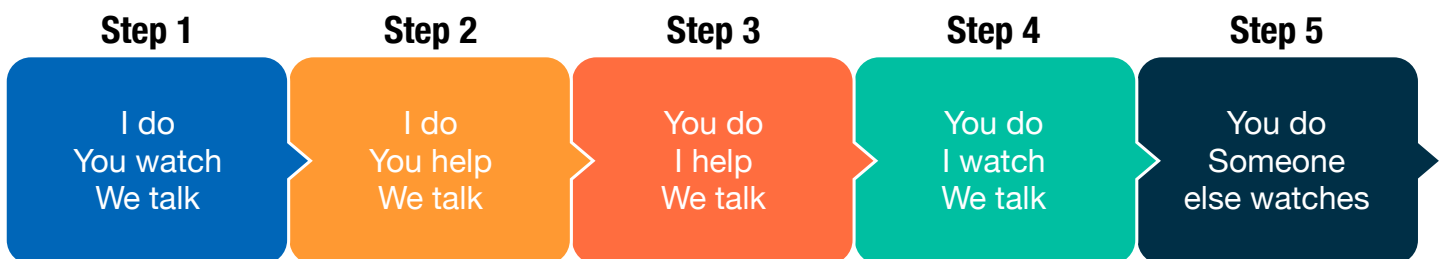 Step 1
I do
You watch
We talk
Step 2
I do
You help
We talk
Step 3
You do
I help
We talk
Step 4
You do
I watch
We talk
Step 5
You do
Someone
else watches